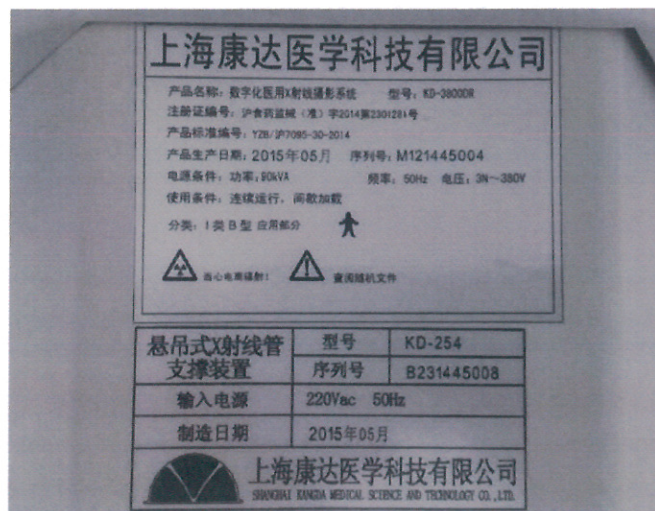 上海康达医学科技有限公司
产品名称：数字化医用X射线摄影系统 型号：KD-3800DR
注册证编号：沪食药监械（准）字2014第2301281号
产品标准编号：YZB/沪7095-30-2014
产品生产日期：2015年05月 序列号：M121445004
电源条件：功率：90kVA 频率：50Hz 电压：3N～380V
使用条件：连续运行，间歇加载
分类：I类B型 应用部分
当心电离辐射！ 查阅随机文件
悬吊式X射线管支撑装置 型号 KD-254
序列号 B231445008
输入电源 220Vac 50Hz
制造日期 2015年05月
上海康达医学科技有限公司
SHANGHAI KANGDA MEDICAL SCIENCE AND TECHNOLOGY CO.,LTD.